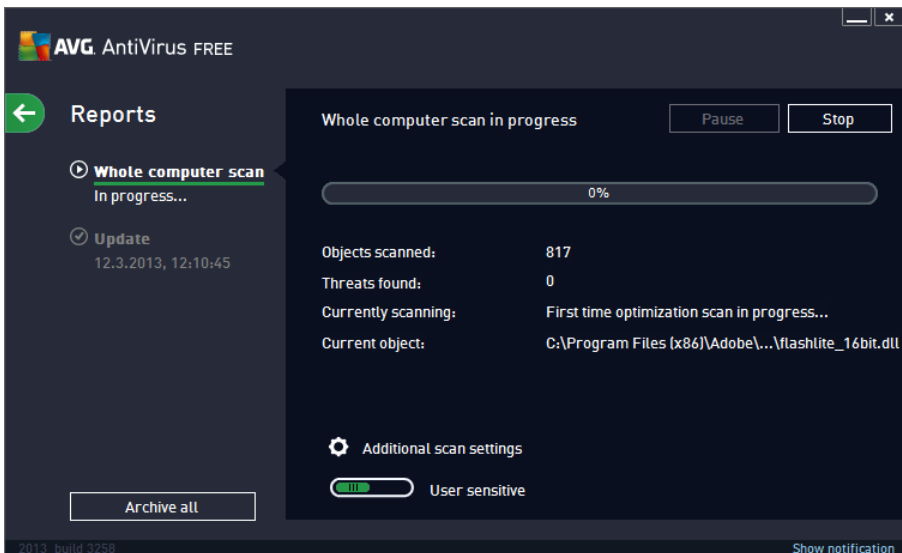 AVG. AntiVirus FREE
Reports
Whole computer scan
In progress...
Update
12.3.2013, 12:10:45
Archive all
Whole computer scan in progress
Pause
Stop
0%
Objects scanned: 817
Threats found: 0
Currently scanning: First time optimization scan in progress...
Current object: C:\Program Files (x86)\Adobe\...\flashlite_16bit.dll
Additional scan settings
User sensitive
2013 build 3258
Show notification